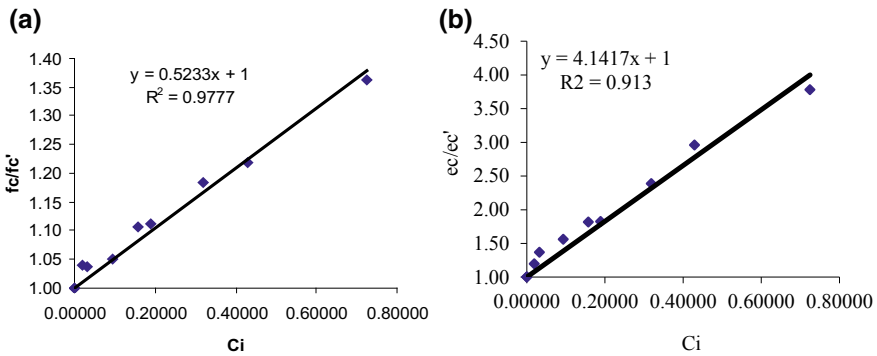 (a)
1.40
1.35
1.30
1.25
1.20
1.15
1.10
1.05
1.00
fc/fc'
y = 0.5233x + 1
R² = 0.9777
0.00000 0.20000 0.40000 0.60000 0.80000
Ci
(b)
4.50
4.00
3.50
3.00
2.50
2.00
1.50
1.00
ec/ec'
y = 4.1417x + 1
R2 = 0.913
0.00000 0.20000 0.40000 0.60000 0.80000
Ci